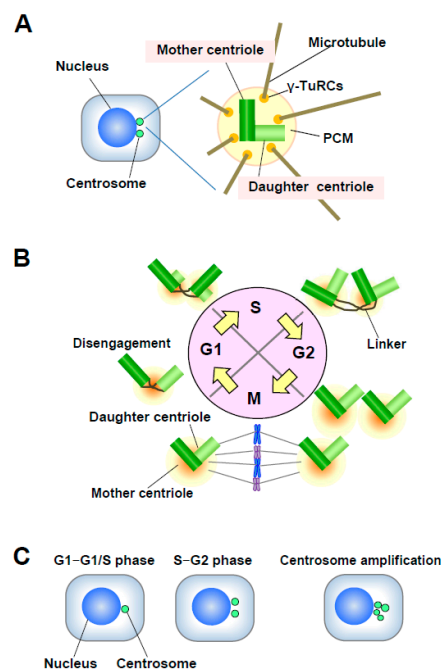 A
Mother centriole
Microtubule
Nucleus
γ-TuRCs
PCM
Centrosome
Daughter centriole
B
S
Disengagement
G1
G2
Linker
M
Daughter centriole
Mother centriole
C
G1–G1/S phase
S–G2 phase
Centrosome amplification
Nucleus
Centrosome